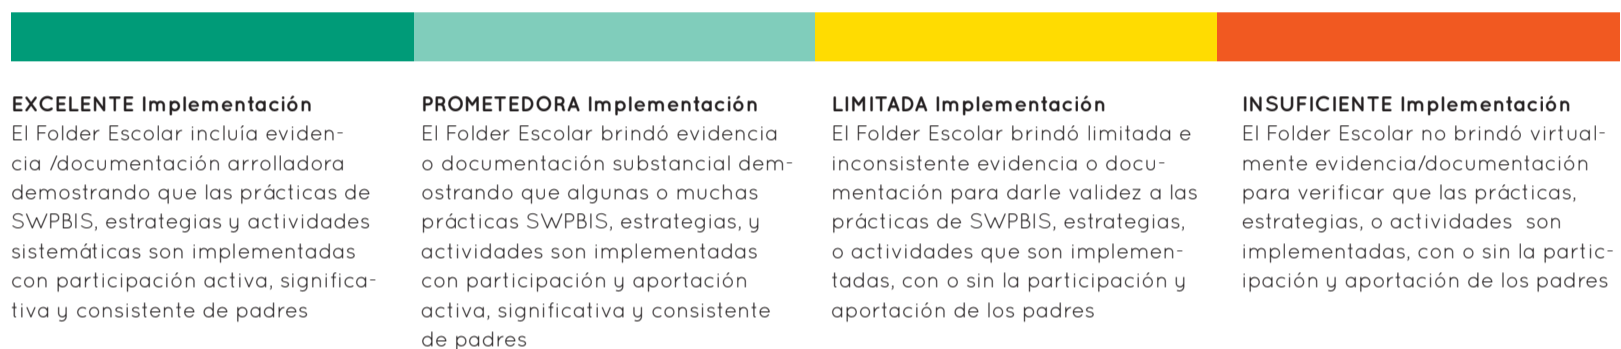 EXCELENTE Implementación
El Folder Escolar incluía eviden-
cia /documentación arrolladora
demostrando que las prácticas de
SWPBIS, estrategias y actividades
sistemáticas son implementadas
con participación activa, significa-
tiva y consistente de padres
PROMETEDORA Implementación
El Folder Escolar brindó evidencia
o documentación substancial dem-
ostrando que algunas o muchas
prácticas SWPBIS, estrategias, y
actividades son implementadas
con participación y aportación
activa, significativa y consistente
de padres
LIMITADA Implementación
El Folder Escolar brindó limitada e
inconsistente evidencia o docu-
mentación para darle validez a las
prácticas de SWPBIS, estrategias,
o actividades que son implemen-
tadas, con o sin la participación y
aportación de los padres
INSUFICIENTE Implementación
El Folder Escolar no brindó virtual-
mente evidencia/documentación
para verificar que las prácticas,
estrategias, o actividades  son
implementadas, con o sin la partic-
ipación y aportación de los padres